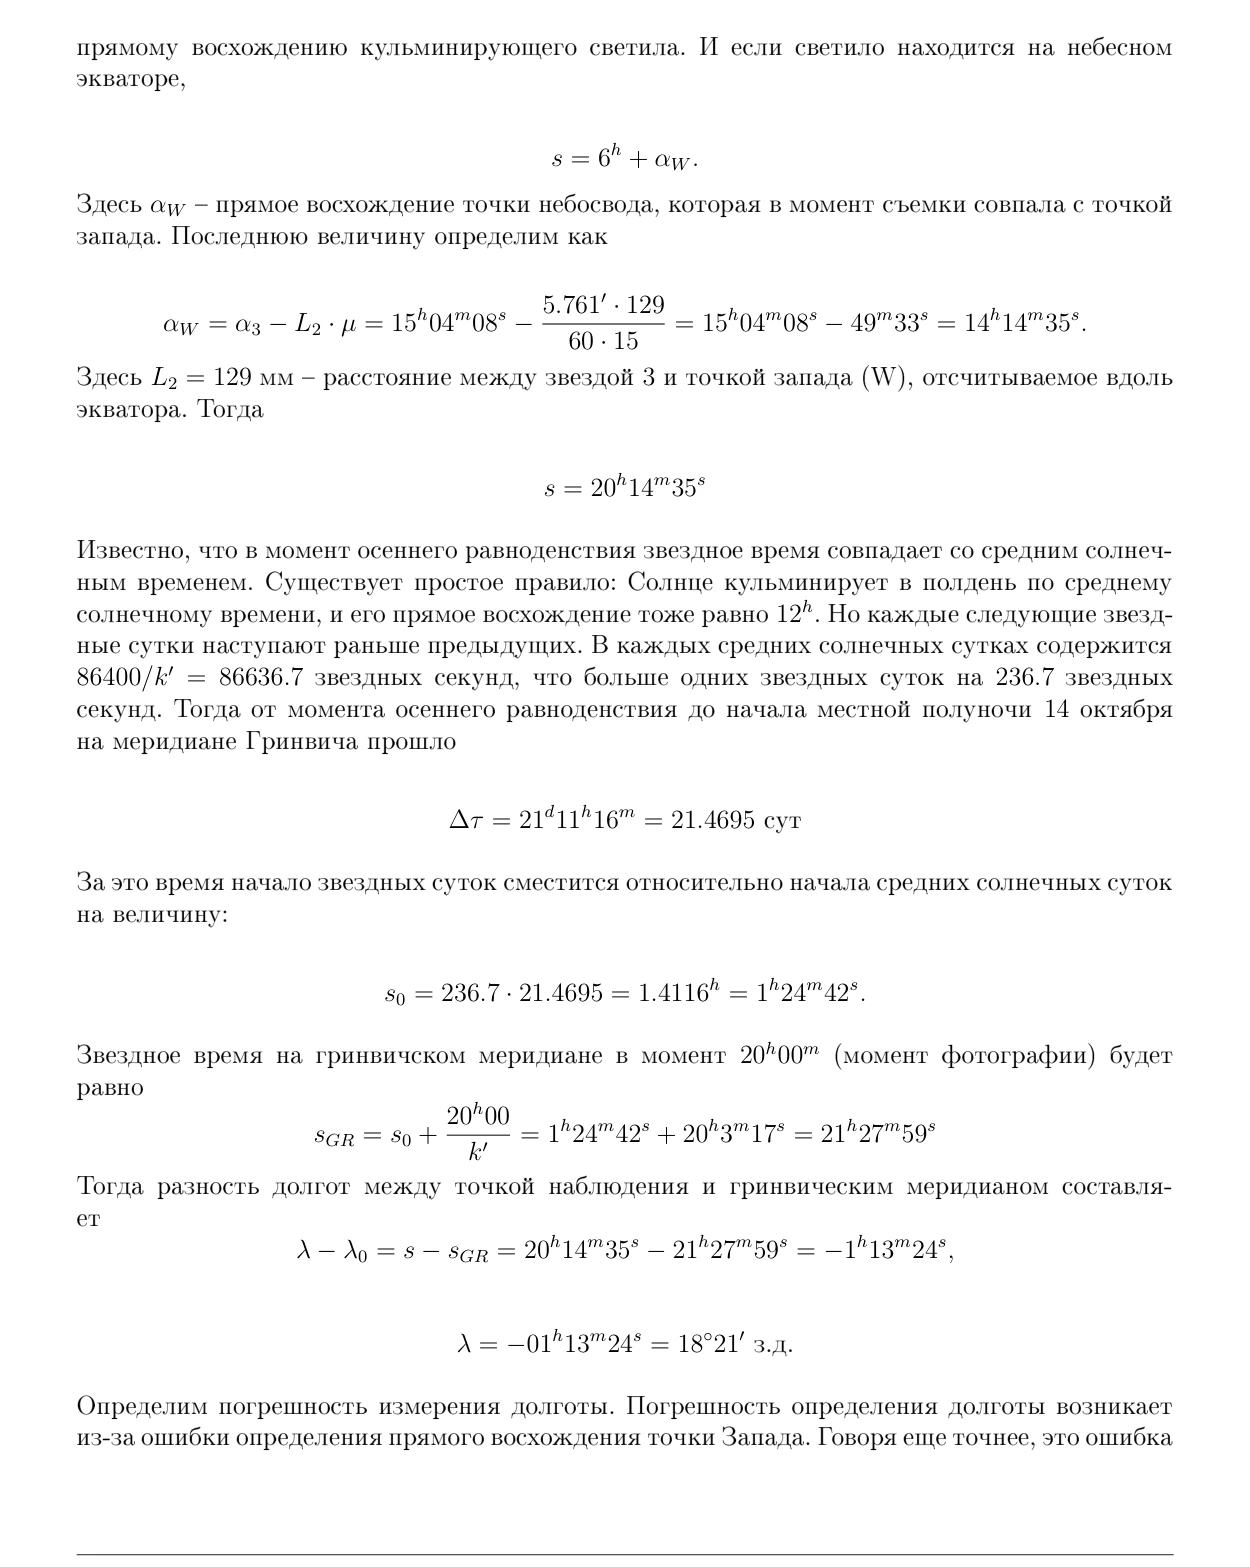 прямому восхождению кульминирующего светила. И если светило находится на небесном
экваторе,
s = 6^h + α_W.
Здесь α_W – прямое восхождение точки небосвода, которая в момент съемки совпала с точкой
запада. Последнюю величину определим как
α_W = α_3 − L_2 · μ = 15^h04^m08^s − \frac{5.761′ · 129}{60 · 15} = 15^h04^m08^s − 49^m33^s = 14^h14^m35^s.
Здесь L_2 = 129 мм – расстояние между звездой 3 и точкой запада (W), отсчитываемое вдоль
экватора. Тогда
s = 20^h14^m35^s
Известно, что в момент осеннего равноденствия звездное время совпадает со средним солнеч-
ным временем. Существует простое правило: Солнце кульминирует в полдень по среднему
солнечному времени, и его прямое восхождение тоже равно 12^h. Но каждые следующие звезд-
ные сутки наступают раньше предыдущих. В каждых средних солнечных сутках содержится
86400/k′ = 86636.7 звездных секунд, что больше одних звездных суток на 236.7 звездных
секунд. Тогда от момента осеннего равноденствия до начала местной полуночи 14 октября
на меридиане Гринвича прошло
Δτ = 21^d11^h16^m = 21.4695 сут
За это время начало звездных суток сместится относительно начала средних солнечных суток
на величину:
s_0 = 236.7 · 21.4695 = 1.4116^h = 1^h24^m42^s.
Звездное время на гринвичском меридиане в момент 20^h00^m (момент фотографии) будет
равно
s_{GR} = s_0 + \frac{20^h00}{k′} = 1^h24^m42^s + 20^h3^m17^s = 21^h27^m59^s
Тогда разность долгот между точкой наблюдения и гринвическим меридианом составля-
ет
λ − λ_0 = s − s_{GR} = 20^h14^m35^s − 21^h27^m59^s = −1^h13^m24^s,
λ = −01^h13^m24^s = 18°21′ з.д.
Определим погрешность измерения долготы. Погрешность определения долготы возникает
из-за ошибки определения прямого восхождения точки Запада. Говоря еще точнее, это ошибка